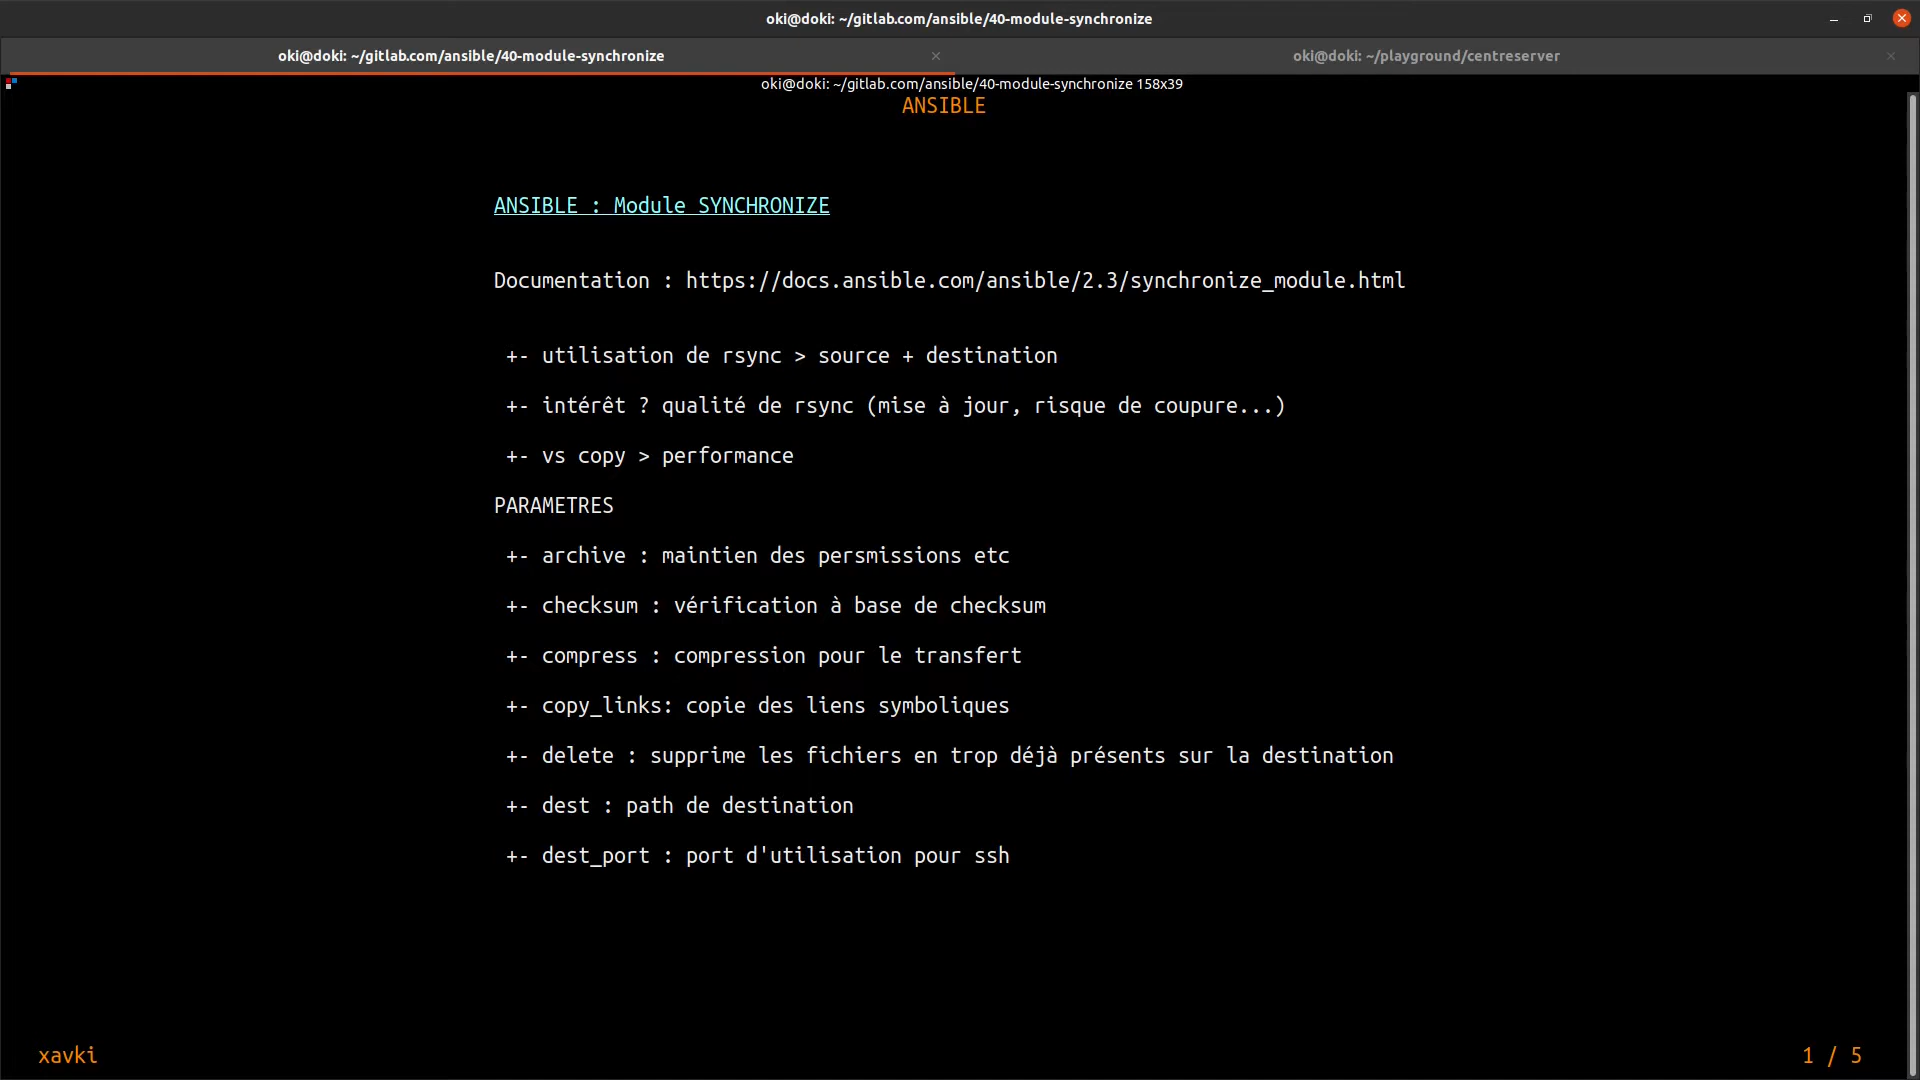 oki@doki: ~/gitlab.com/ansible/40-module-synchronize
oki@doki: ~/gitlab.com/ansible/40-module-synchronize
oki@doki: ~/playground/centreserver
oki@doki: ~/gitlab.com/ansible/40-module-synchronize 158x39
ANSIBLE
ANSIBLE : Module SYNCHRONIZE
Documentation : https://docs.ansible.com/ansible/2.3/synchronize_module.html
+- utilisation de rsync > source + destination
+- intérêt ? qualité de rsync (mise à jour, risque de coupure...)
+- vs copy > performance
PARAMETRES
+- archive : maintien des persmissions etc
+- checksum : vérification à base de checksum
+- compress : compression pour le transfert
+- copy_links: copie des liens symboliques
+- delete : supprime les fichiers en trop déjà présents sur la destination
+- dest : path de destination
+- dest_port : port d'utilisation pour ssh
xavki
1 / 5